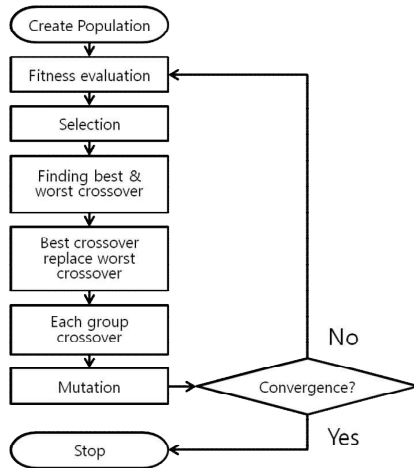 Create Population
Fitness evaluation
Selection
Finding best &
worst crossover
Best crossover
replace worst
crossover
Each group
crossover
Mutation
Convergence?
No
Yes
Stop